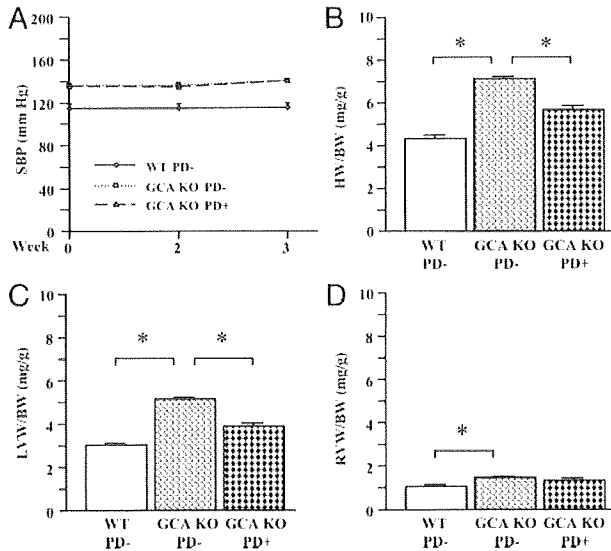 A
SBP (mm Hg)
200
160
120
80
40
0
WT PD-
GCA KO PD-
GCA KO PD+
Week
0
2
3
B
HW/BW (mg/g)
10
8
6
4
2
0
*
*
WT
PD-
GCA KO
PD-
GCA KO
PD+
C
LVW/BW (mg/g)
10
8
6
4
2
0
*
*
WT
PD-
GCA KO
PD-
GCA KO
PD+
D
RVW/BW (mg/g)
10
8
6
4
2
0
*
WT
PD-
GCA KO
PD-
GCA KO
PD+